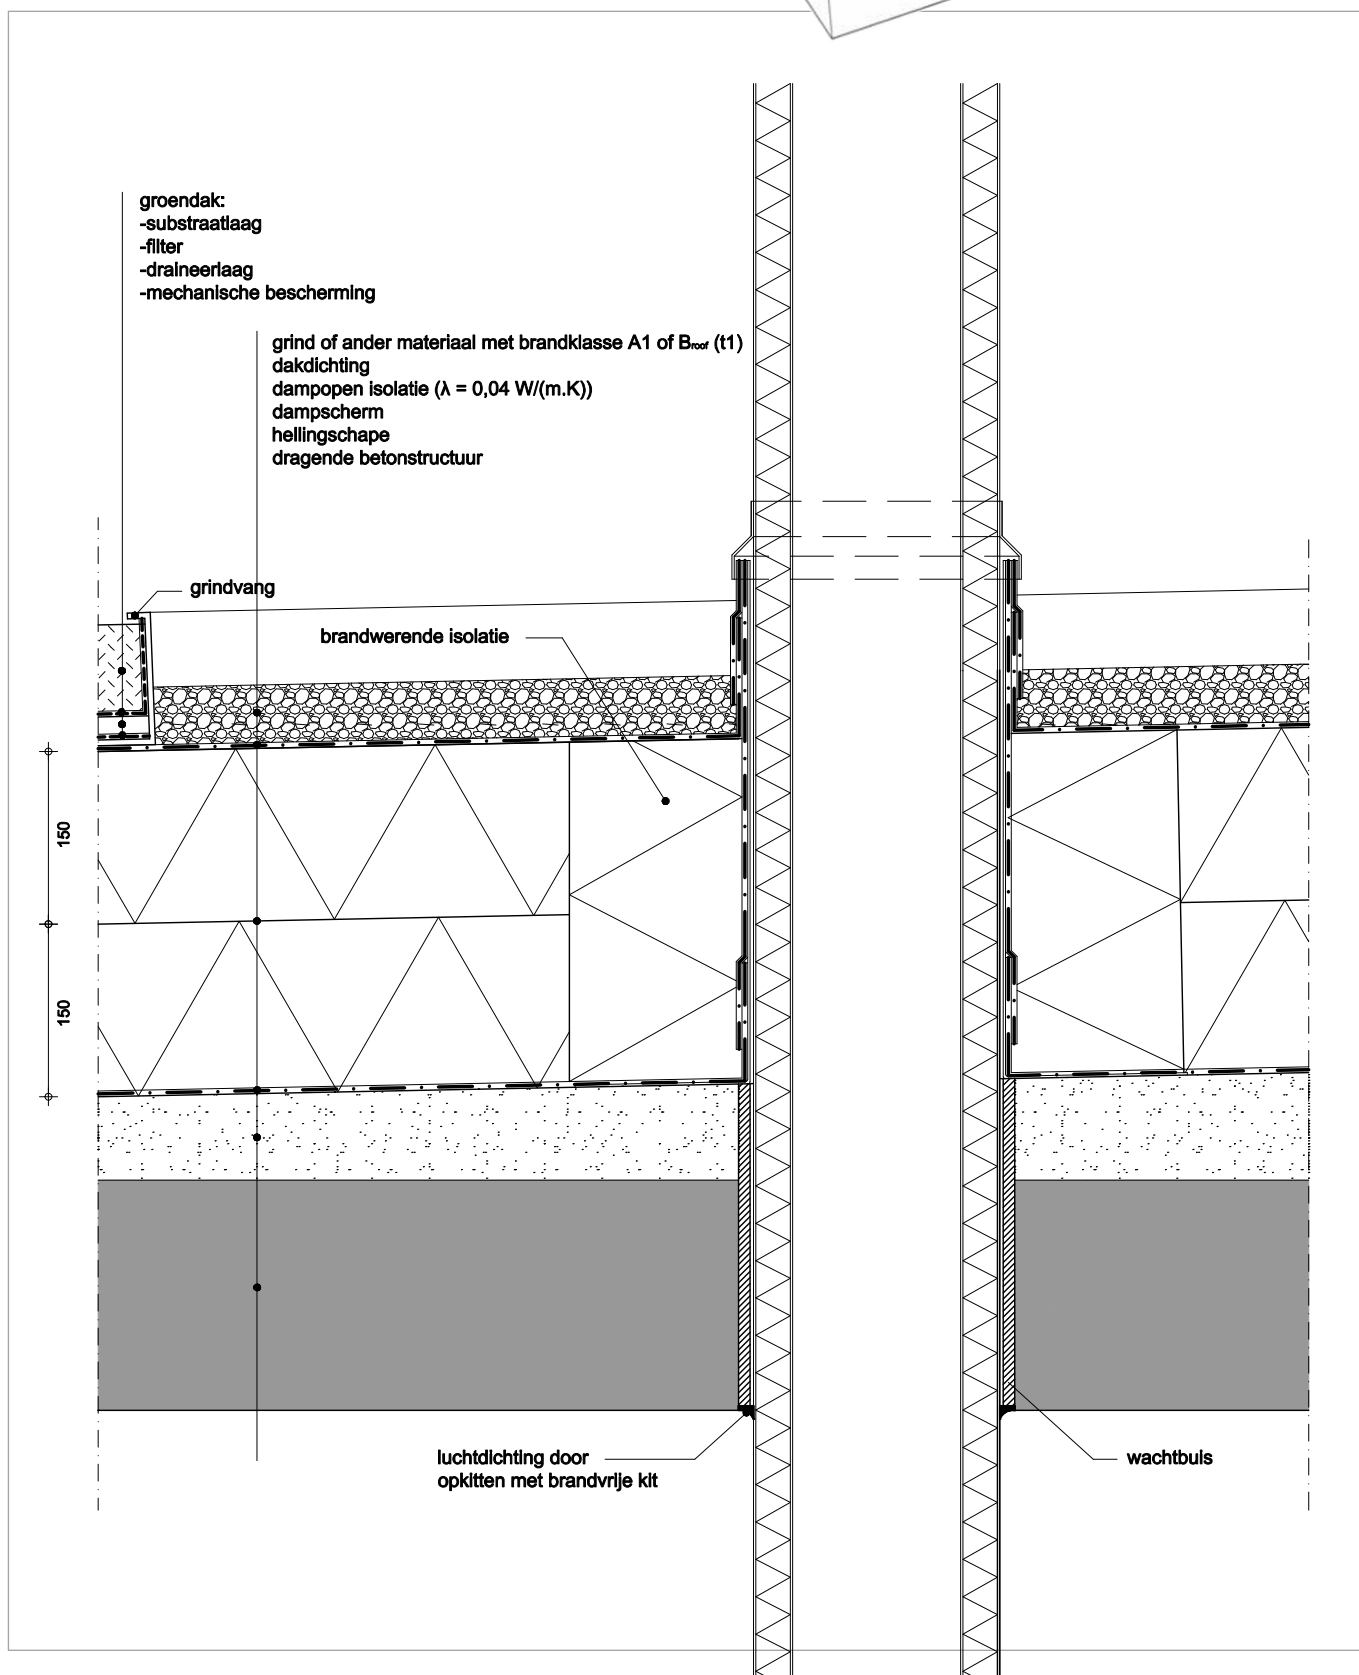 groendak:
-substraatlaag
-filter
-draineerlaag
-mechanische bescherming
grind of ander materiaal met brandklasse A1 of Broof (t1)
dakdichting
dampopen isolatie (λ = 0,04 W/(m.K))
dampscherm
hellingschape
dragende betonstructuur
grindvang
brandwerende isolatie
150
150
luchtdichting door
opkitten met brandvrije kit
wachtbuis